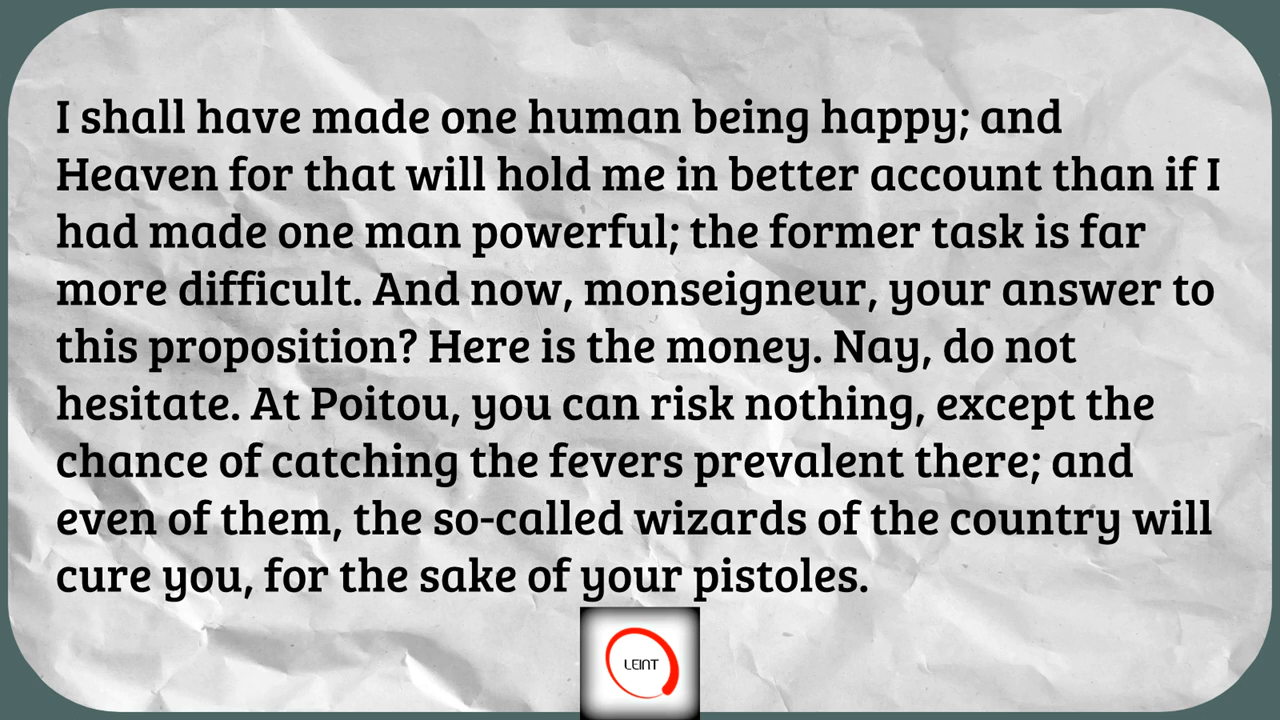 I shall have made one human being happy; and
Heaven for that will hold me in better account than if I
had made one man powerful; the former task is far
more difficult. And now, monseigneur, your answer to
this proposition? Here is the money. Nay, do not
hesitate. At Poitou, you can risk nothing, except the
chance of catching the fevers prevalent there; and
even of them, the so-called wizards of the country will
cure you, for the sake of your pistoles.
LEINT